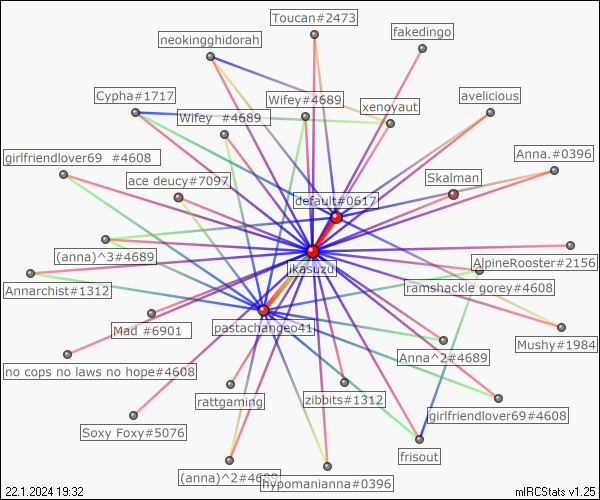 Toucan#2473
fakedingo
neokingghidorah
Cypha#1717
Wifey#4689
avelicious
xenoyaut
Wifey #4689
girlfriendlover69 #4608
Anna.#0396
ace deucy#7097
Skalman
default#0617
(anna)^3#4689
jkasuzu
AlpineRooster#2156
Annarchist#1312
ramshackle gorey#4608
Mad #6901
pastachangeo41
Mushy#1984
Anna^2#4689
no cops no laws no hope#4608
rattgaming
zibbits#1312
girlfriendlover69#4608
Soxy Foxy#5076
frisout
(anna)^2#4689
hypomanianna#0396
22.1.2024 19:32
mIRCStats v1.25